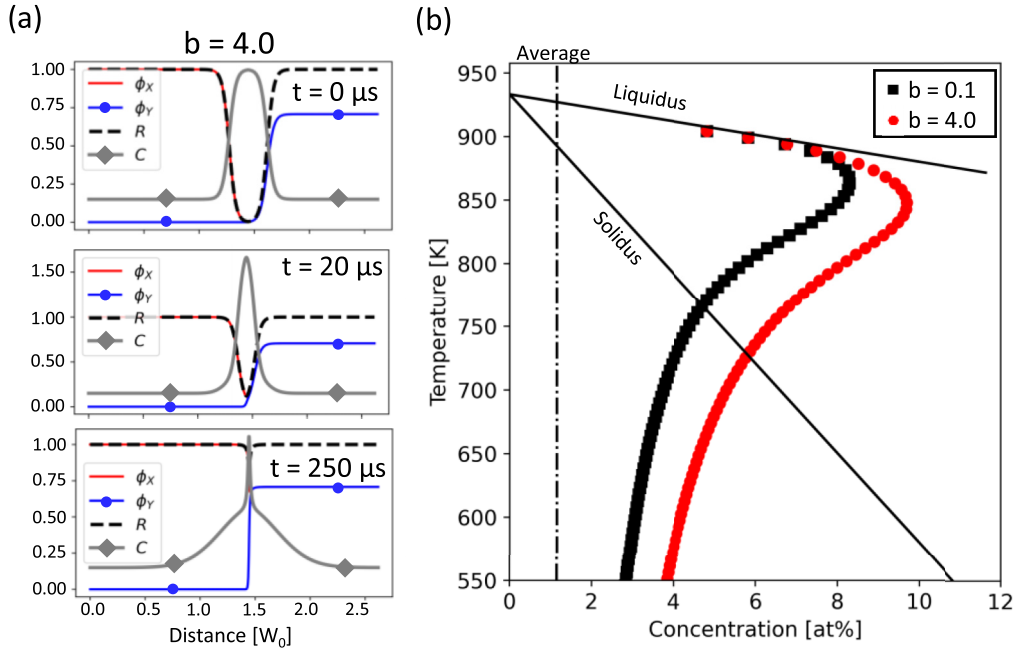 (a)
b = 4.0
1.00
0.75
0.50
0.25
0.00
ϕX
ϕY
R
C
t = 0 µs
1.50
1.00
0.50
0.00
ϕX
ϕY
R
C
t = 20 µs
1.00
0.75
0.50
0.25
0.00
ϕX
ϕY
R
C
t = 250 µs
0.0 0.5 1.0 1.5 2.0 2.5
Distance [W0]
(b)
Average
Liquidus
Solidus
b = 0.1
b = 4.0
Temperature [K]
950
900
850
800
750
700
650
600
550
0 2 4 6 8 10 12
Concentration [at%]